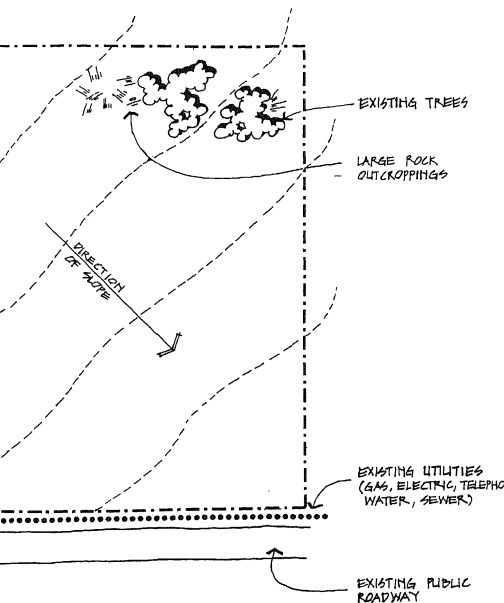 EXISTING TREES
LARGE ROCK
OUTCROPPINGS
DIRECTION
OF SLOPE
EXISTING UTILITIES
(GAS, ELECTRIC, TELEPHO
WATER, SEWER)
EXISTING PUBLIC
ROADWAY